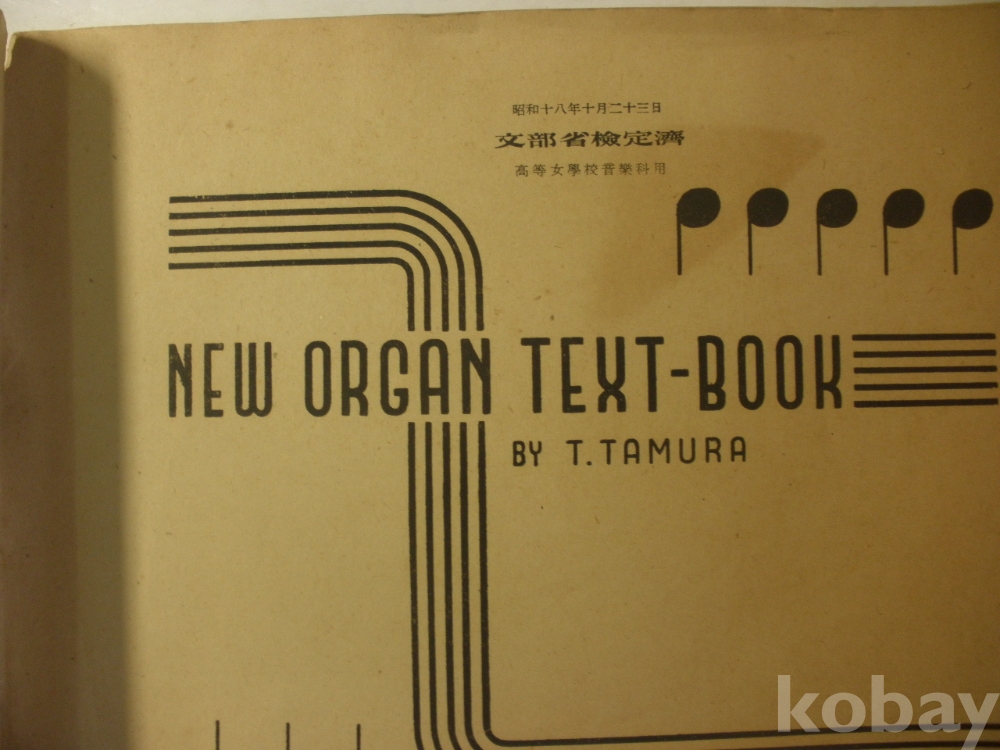 昭和十八年十月二十三日
文部省檢定濟
高等女學校音樂科用
NEW ORGAN TEXT-BOOK
BY T.TAMURA
kobay